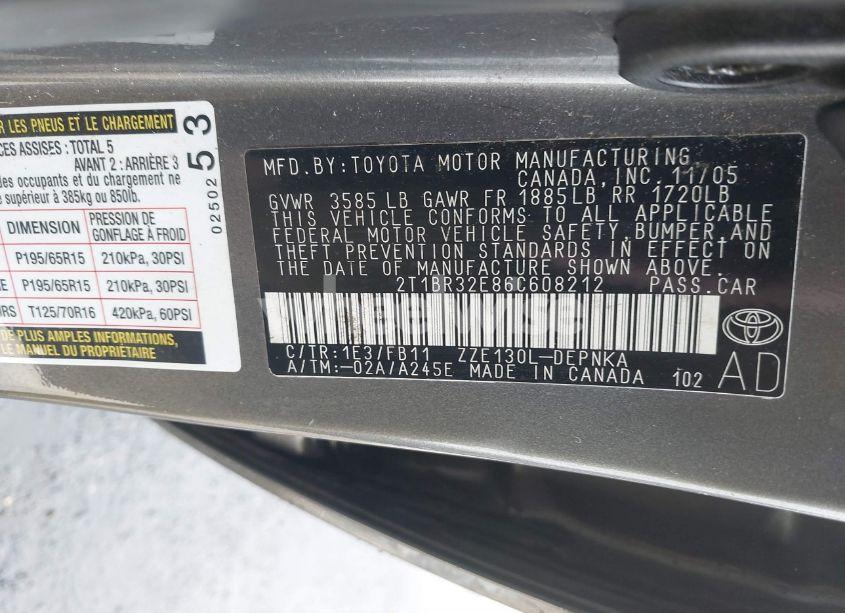 R LES PNEUS ET LE CHARGEMENT
CES ASSISES : TOTAL 5
AVANT 2 : ARRIÈRE 3
des occupants et du chargement ne
e supérieur à 385kg ou 850lb.
DIMENSION PRESSION DE GONFLAGE À FROID
P195/65R15 210kPa, 30PSI
P195/65R15 210kPa, 30PSI
T125/70R16 420kPa, 60PSI
DE PLUS AMPLES INFORMATIONS,
LE MANUEL DU PROPRIÉTAIRE
02502
53
MFD.BY:TOYOTA MOTOR MANUFACTURING
CANADA, INC. 11/05
GVWR 3585 LB GAWR FR 1885LB RR 1720LB
THIS VEHICLE CONFORMS TO ALL APPLICABLE
FEDERAL MOTOR VEHICLE SAFETY,BUMPER,AND
THEFT PREVENTION STANDARDS IN EFFECT ON
THE DATE OF MANUFACTURE SHOWN ABOVE.
2T1BR32E86C608212 PASS.CAR
C/TR:1E37/FB11 ZZE130L-DEPNKA
A/TM:-02A/A245E MADE IN CANADA 102
AD